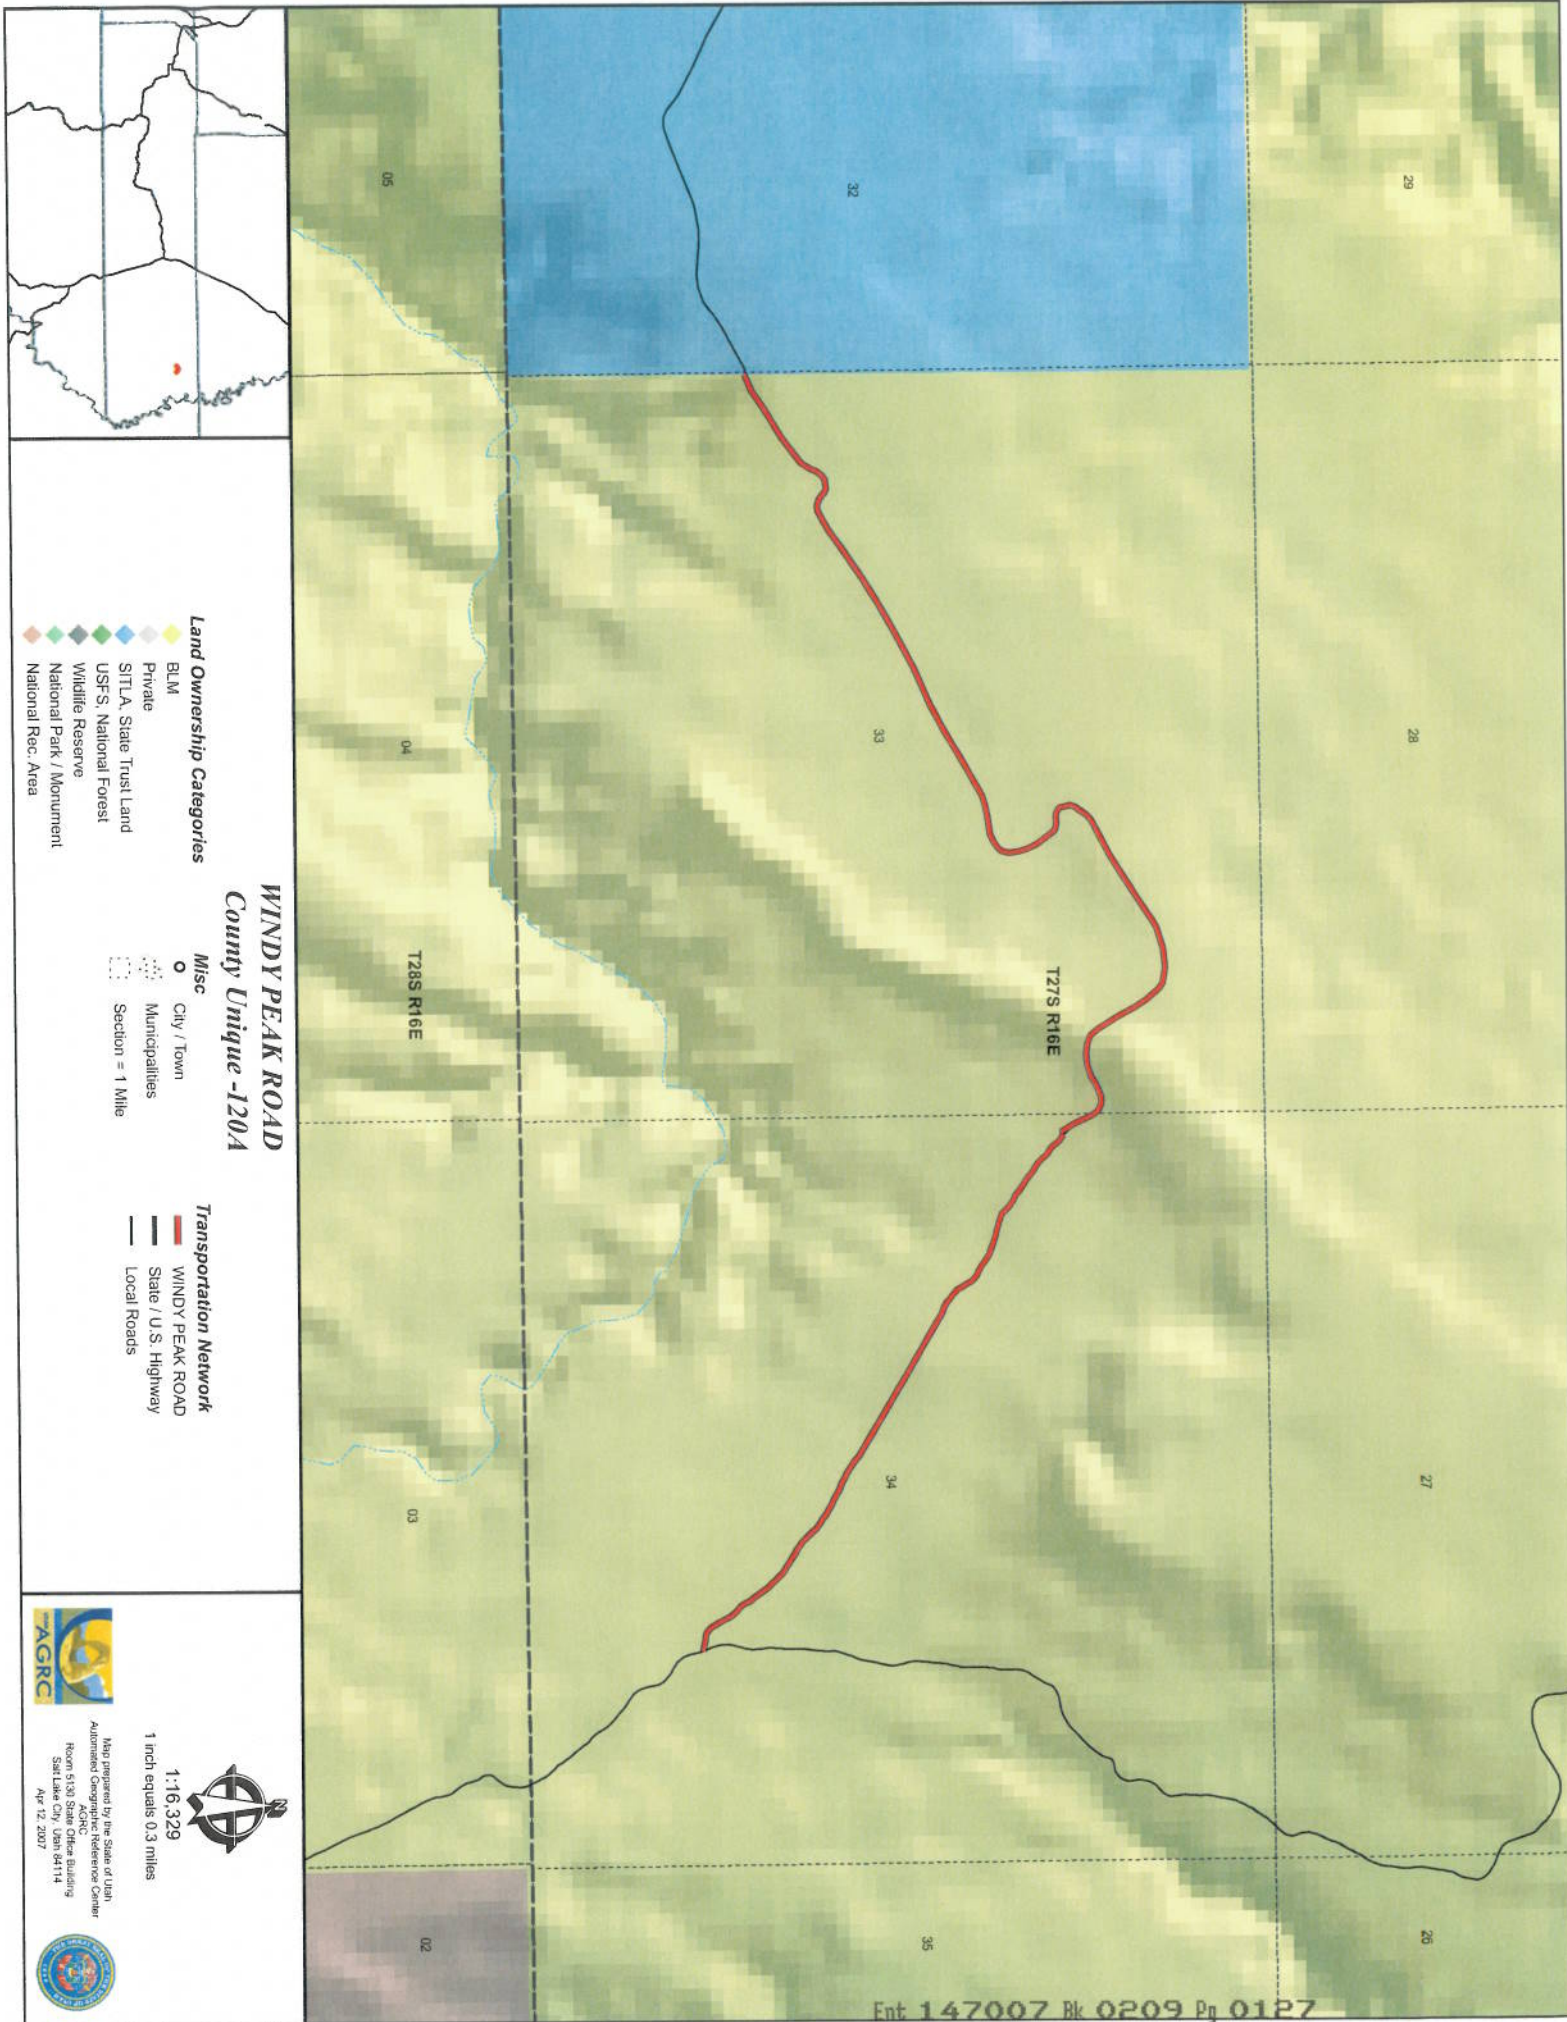 29
28
27
26
32
33
34
35
T27S R16E
05
04
03
02
T28S R16E
WINDY PEAK ROAD
County Unique -120A
Land Ownership Categories
BLM
Private
SITLA, State Trust Land
USFS, National Forest
Wildlife Reserve
National Park / Monument
National Rec. Area
Misc
City / Town
Municipalities
Section = 1 Mile
Transportation Network
WINDY PEAK ROAD
State / U.S. Highway
Local Roads
N
1:16,329
1 inch equals 0.3 miles
AGRC
Map prepared by the State of Utah
Automated Geographic Reference Center
AGRC
Room 5130 State Office Building
Salt Lake City, Utah 84114
Apr 12, 2007
Ent 147007 Bk 0209 Pg 0127